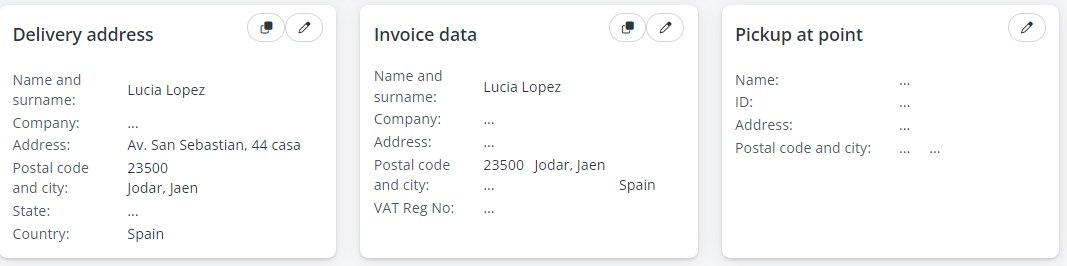 Delivery address
Name and surname: Lucia Lopez
Company: ...
Address: Av. San Sebastian, 44 casa
Postal code and city: 23500
Jodar, Jaen
State: ...
Country: Spain
Invoice data
Name and surname: Lucia Lopez
Company: ...
Address: ...
Postal code and city: 23500 Jodar, Jaen
... Spain
VAT Reg No: ...
Pickup at point
Name: ...
ID: ...
Address: ...
Postal code and city: ... ...